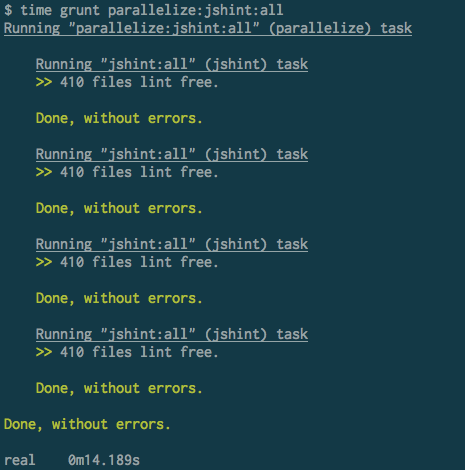 $ time grunt parallelize:jshint:all
Running "parallelize:jshint:all" (parallelize) task
Running "jshint:all" (jshint) task
>> 410 files lint free.
Done, without errors.
Running "jshint:all" (jshint) task
>> 410 files lint free.
Done, without errors.
Running "jshint:all" (jshint) task
>> 410 files lint free.
Done, without errors.
Running "jshint:all" (jshint) task
>> 410 files lint free.
Done, without errors.
Done, without errors.
real 0m14.189s